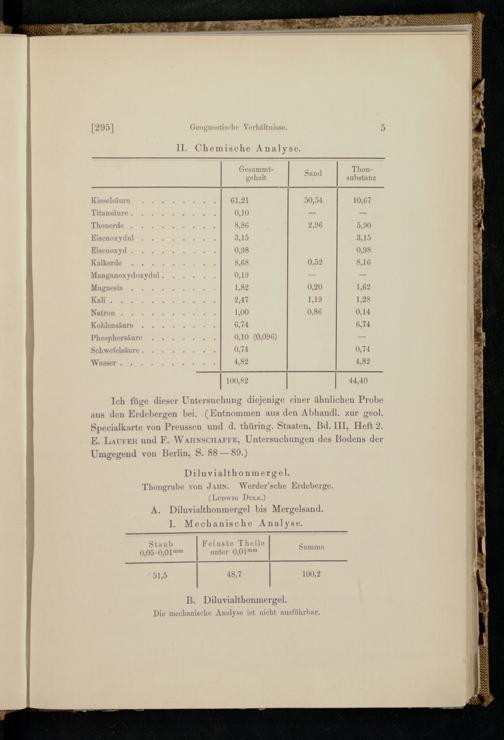 [295] Geognostische Verhältnisse. 5
II. Chemische Analyse.
Gesammt-gehalt Sand Thon-substanz
Kieselsäure . . . . . . . . 61,21 50,54 10,67
Titansäure . . . . . . . . . 0,10 — —
Thonerde . . . . . . . . . 8,86 2,96 5,90
Eisenoxydul . . . . . . . . 3,15 3,15
Eisenoxyd . . . . . . . . . 0,98 0,98
Kalkerde . . . . . . . . . 8,68 0,52 8,16
Manganoxydoxydul . . . . . . 0,19 — —
Magnesia . . . . . . . . . 1,82 0,20 1,62
Kali . . . . . . . . . . . 2,47 1,19 1,28
Natron . . . . . . . . . . 1,00 0,86 0,14
Kohlensäure . . . . . . . . 6,74 6,74
Phosphorsäure . . . . . . . 0,10 (0,096) —
Schwefelsäure . . . . . . . . 0,74 0,74
Wasser . . . . . . . . . . 4,82 4,82
100,82 44,40
Ich füge dieser Untersuchung diejenige einer ähnlichen Probe
aus den Erdebergen bei. (Entnommen aus den Abhandl. zur geol.
Specialkarte von Preussen und d. thüring. Staaten, Bd. III, Heft 2.
E. Laufer und F. Wahnschaffe, Untersuchungen des Bodens der
Umgegend von Berlin, S. 88 — 89.)
Diluvialthonmergel.
Thongrube von Jahn. Werder'sche Erdeberge.
(Ludwig Dulk.)
A. Diluvialthonmergel bis Mergelsand.
I. Mechanische Analyse.
Staub Feinste Theile Summa
0,05-0,01mm unter 0,01mm
51,5 48,7 100,2
B. Diluvialthonmergel.
Die mechanische Analyse ist nicht ausführbar.